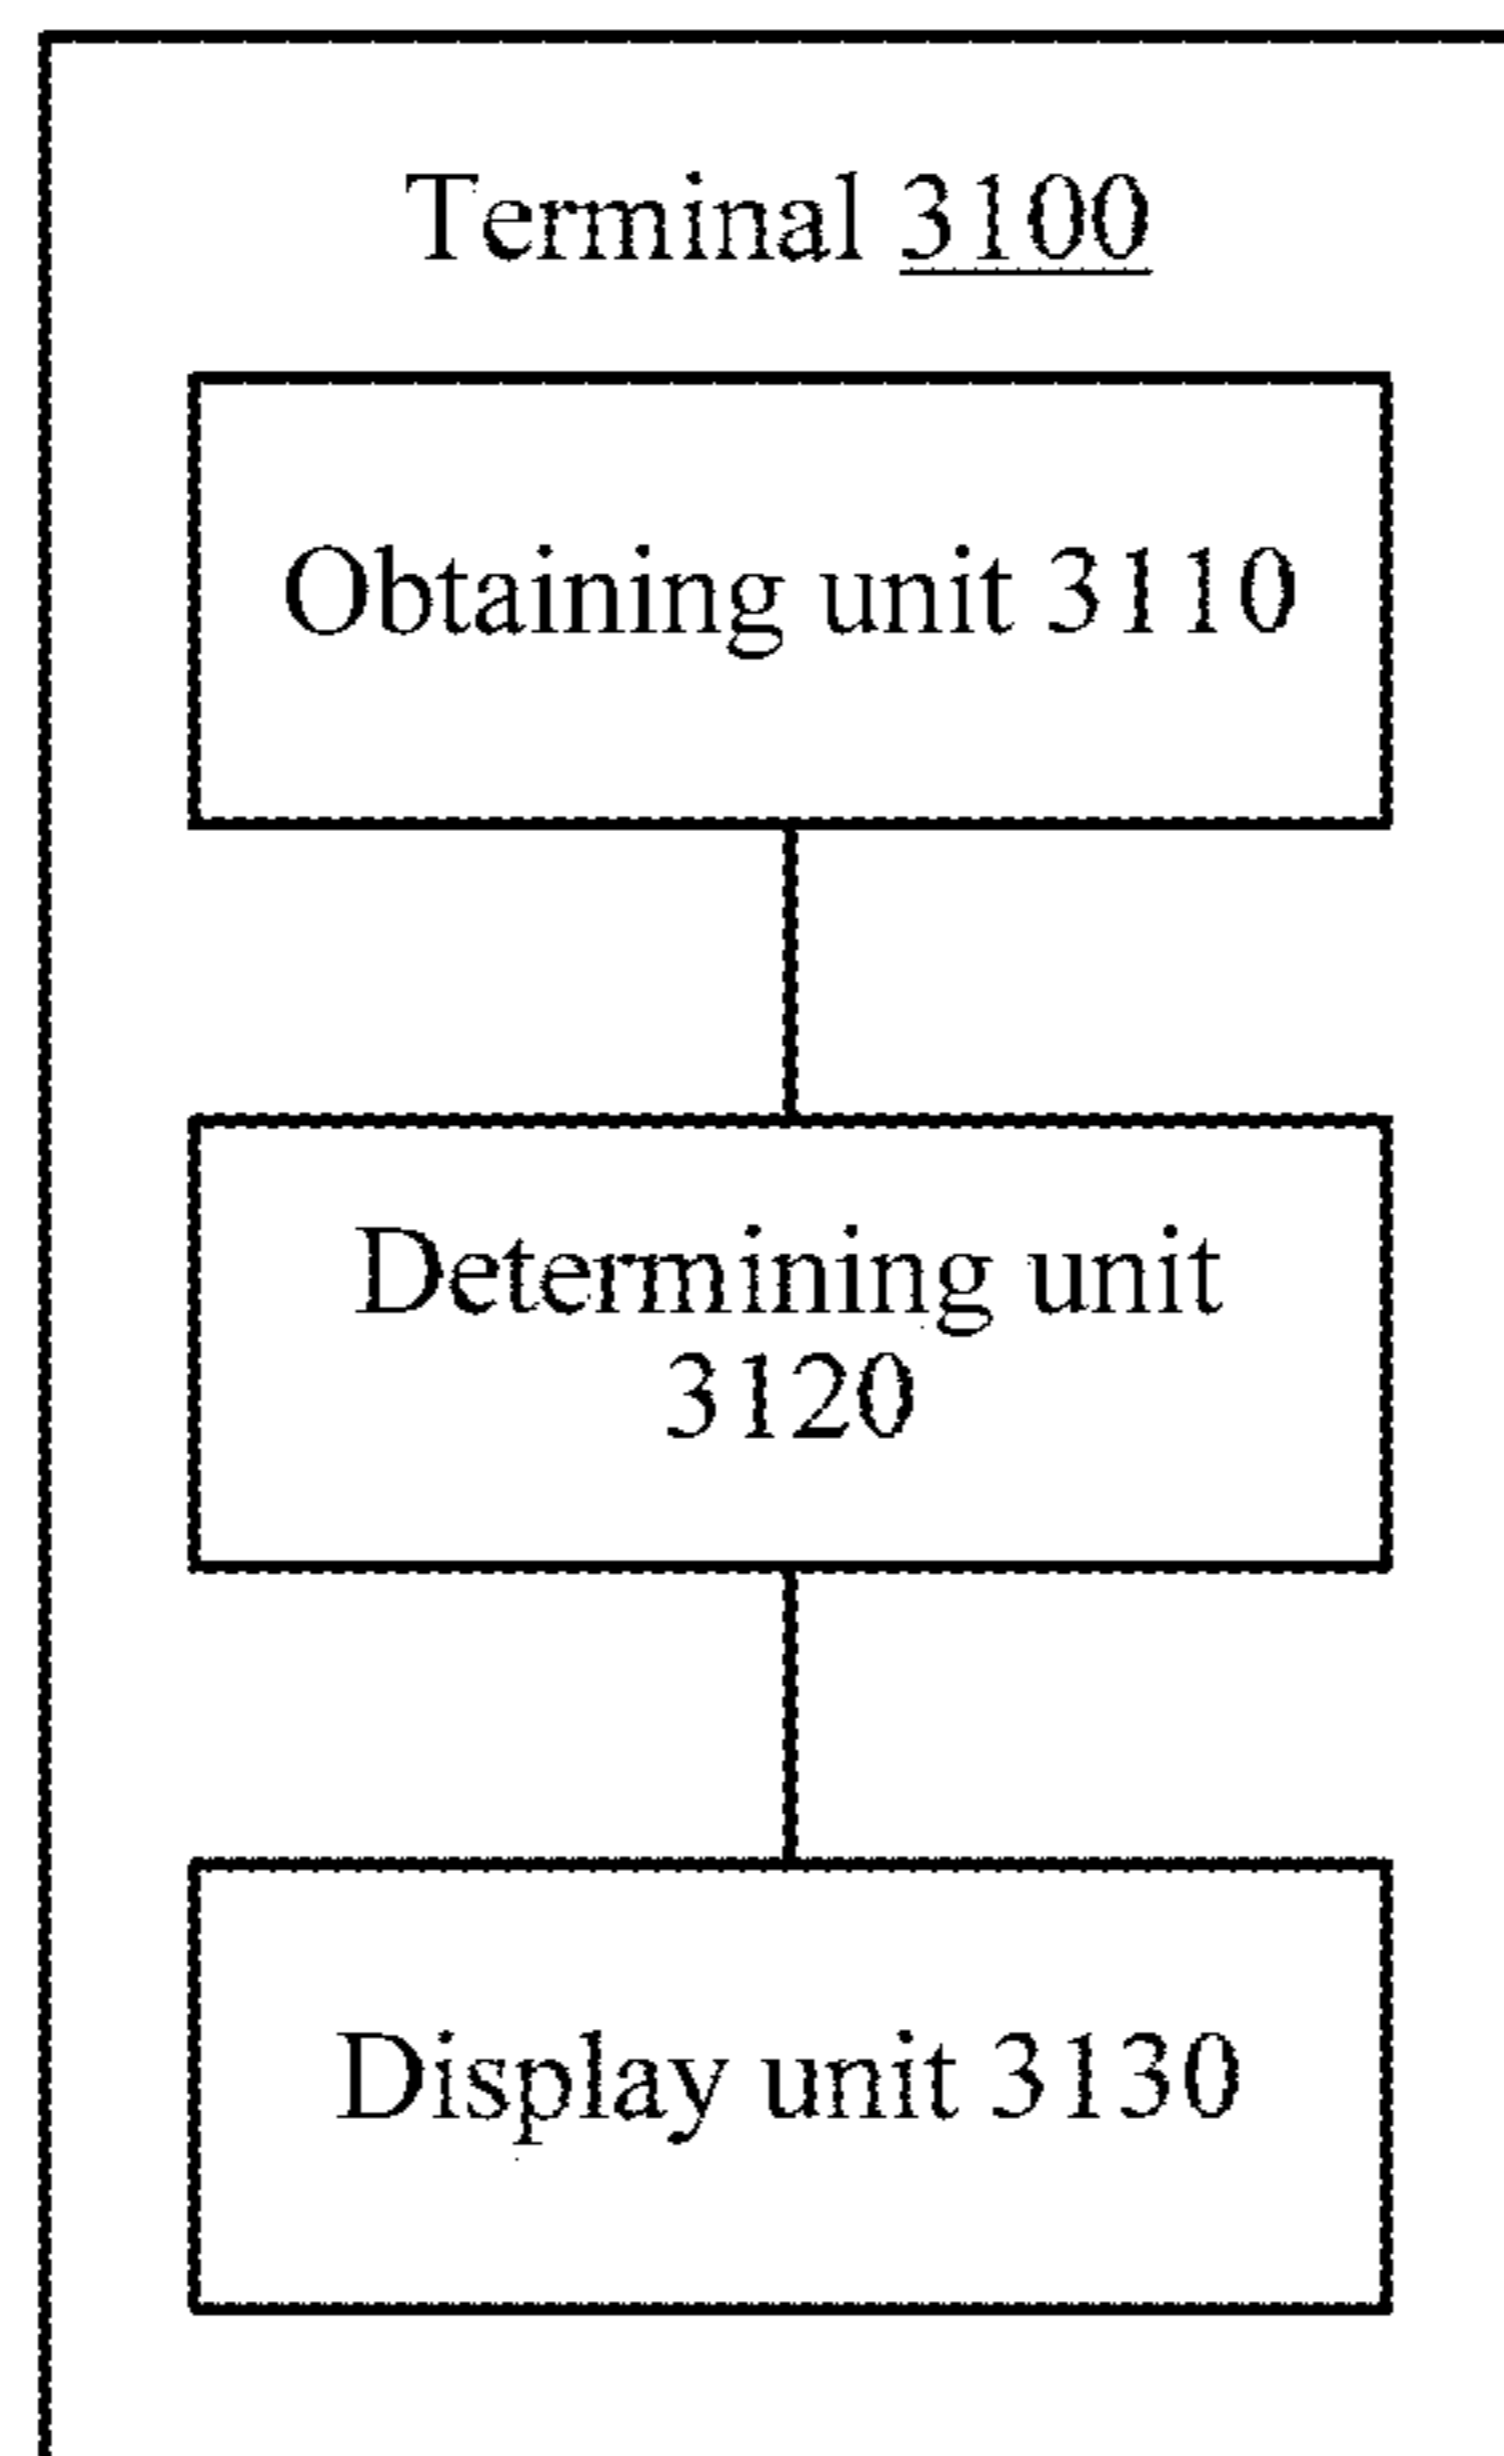 Terminal 3100
Obtaining unit 3110
Determining unit
3120
Display unit 3130